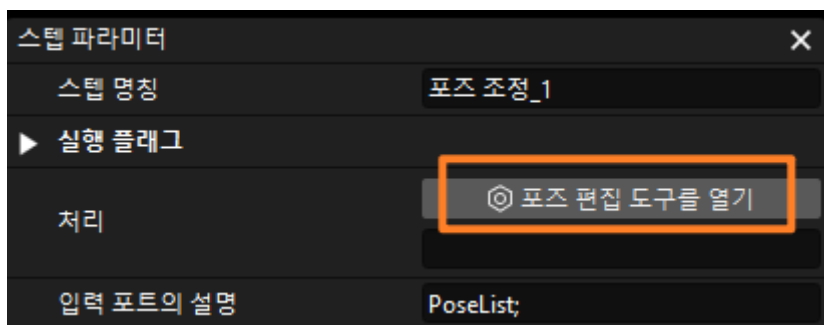 스텝 파라미터
스텝 명칭 포즈 조정_1
실행 플래그
포즈 편집 도구를 열기
처리
입력 포트의 설명 PoseList;